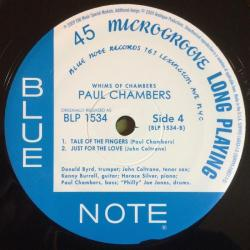 45 MICROGROOVE LONG PLAYING
BLUE NOTE RECORDS 767 LEXINGTON AVE NYC
WHIMS OF CHAMBERS
PAUL CHAMBERS
ORIGINALLY RELEASED AS
BLP 1534
Side 4
(BLP 1534-B)
1. TALE OF THE FINGERS (Paul Chambers)
2. JUST FOR THE LOVE (John Coltrane)
Donald Byrd, trumpet; John Coltrane, tenor sax;
Kenny Burrell, guitar; Horace Silver, piano;
Paul Chambers, bass; "Philly" Joe Jones, drums.
BLUE
NOTE
®